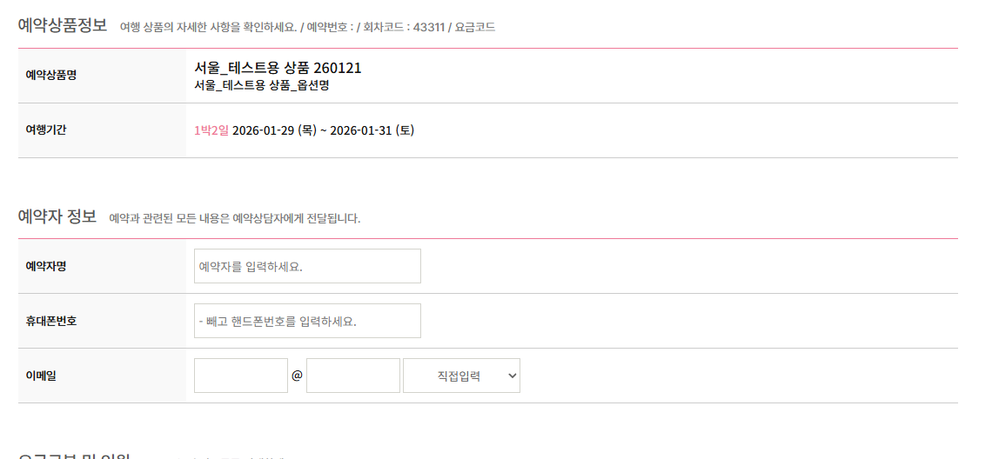 예약상품정보 여행 상품의 자세한 사항을 확인하세요. / 예약번호 : / 회차코드 : 43311 / 요금코드
예약상품명
서울_테스트용 상품 260121
서울_테스트용 상품_옵션명
여행기간
1박2일 2026-01-29 (목) ~ 2026-01-31 (토)
예약자 정보 예약과 관련된 모든 내용은 예약상담자에게 전달됩니다.
예약자명
예약자를 입력하세요.
휴대폰번호
- 빼고 핸드폰번호를 입력하세요.
이메일
@ 직접입력